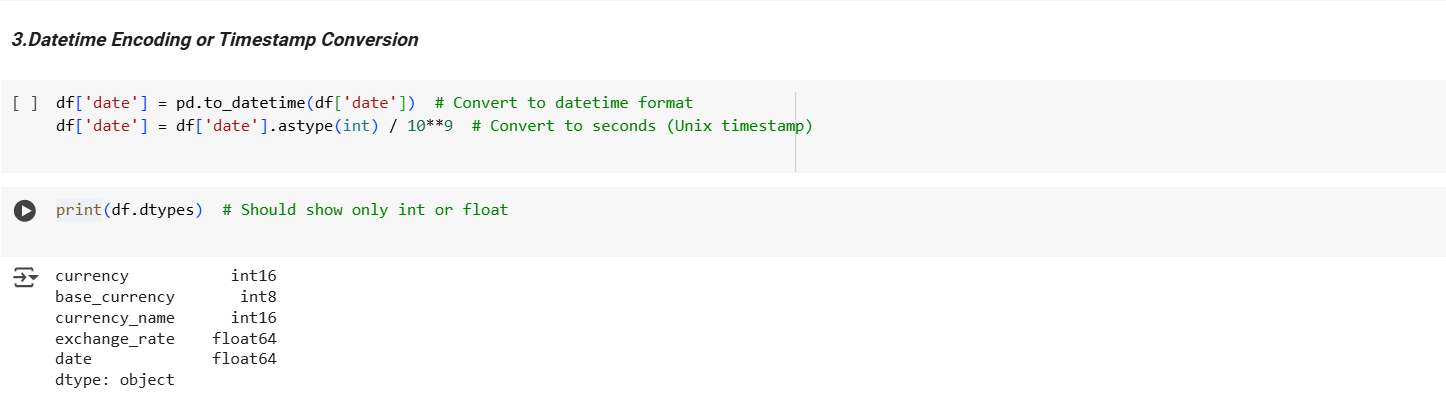 3.Datetime Encoding or Timestamp Conversion
[ ] df['date'] = pd.to_datetime(df['date'])  # Convert to datetime format
df['date'] = df['date'].astype(int) / 10**9  # Convert to seconds (Unix timestamp)
print(df.dtypes)  # Should show only int or float
currency           int16
base_currency       int8
currency_name      int16
exchange_rate    float64
date             float64
dtype: object